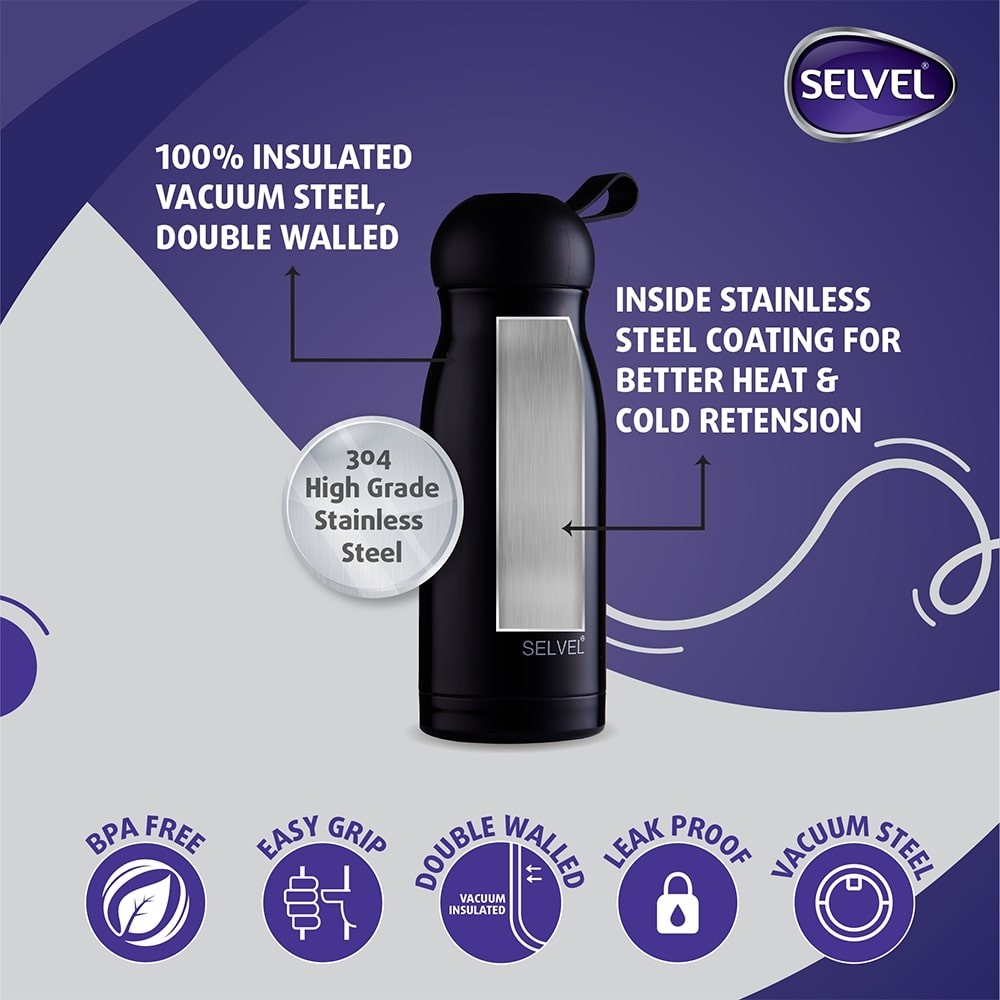 SELVEL®
100% INSULATED
VACUUM STEEL,
DOUBLE WALLED
INSIDE STAINLESS
STEEL COATING FOR
BETTER HEAT &
COLD RETENSION
304
High Grade
Stainless
Steel
SELVEL®
BPA FREE
EASY GRIP
DOUBLE WALLED
VACUUM
INSULATED
LEAK PROOF
VACUUM STEEL